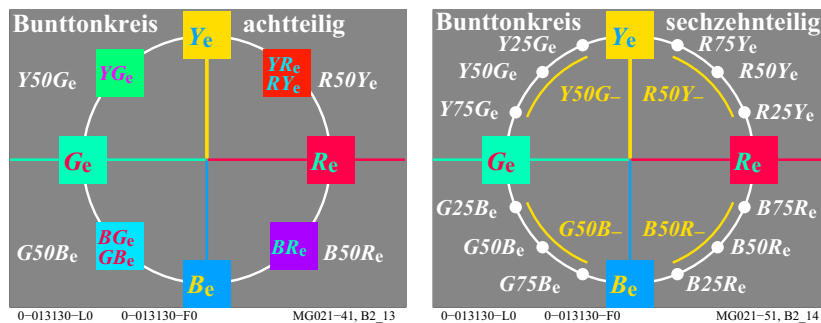 Bunttonkreis achtteilig
Ye
YGe
YRe
RYe
Y50Ge
R50Ye
Ge
Re
BGe
GBe
BRe
G50Be
B50Re
Be
0−013130−L0 0−013130−F0 MG021−41, B2_13
Bunttonkreis sechzehnteilig
Y25Ge Ye R75Ye
Y50Ge R50Ye
Y50G− R50Y−
Y75Ge R25Ye
Ge Re
G25Be B75Re
G50B− B50R−
G50Be B50Re
G75Be Be B25Re
0−013130−L0 0−013130−F0 MG021−51, B2_14